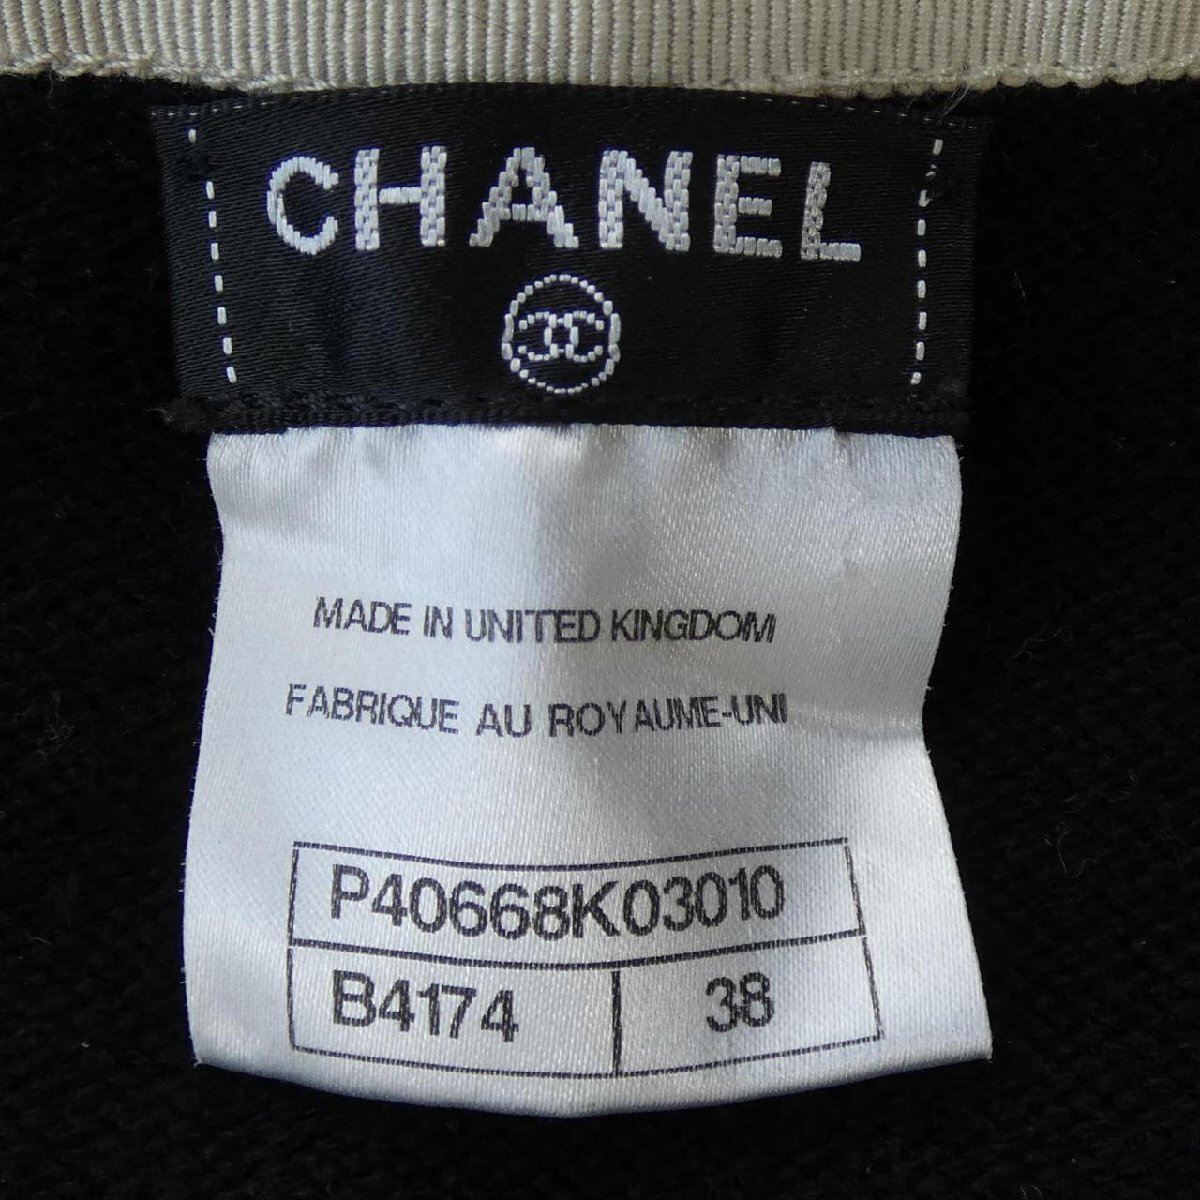 CHANEL
MADE IN UNITED KINGDOM
FABRIQUE AU ROYAUME-UNI
P40668K03010
B4174 38